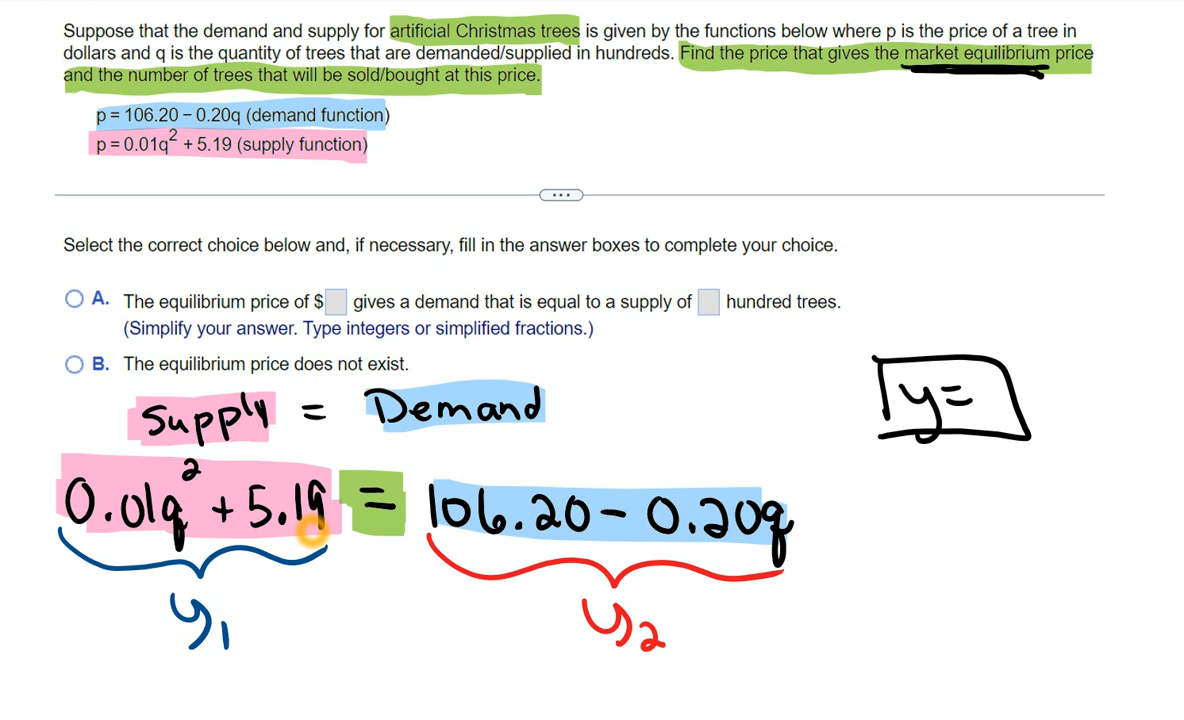 Suppose that the demand and supply for artificial Christmas trees is given by the functions below where p is the price of a tree in
dollars and q is the quantity of trees that are demanded/supplied in hundreds. Find the price that gives the market equilibrium price
and the number of trees that will be sold/bought at this price.
p = 106.20 − 0.20q (demand function)
p = 0.01q² + 5.19 (supply function)
Select the correct choice below and, if necessary, fill in the answer boxes to complete your choice.
A. The equilibrium price of $ gives a demand that is equal to a supply of hundred trees.
(Simplify your answer. Type integers or simplified fractions.)
B. The equilibrium price does not exist.
y=
Supply = Demand
0.01q² + 5.19 = 106.20 - 0.20q
y₁ y₂